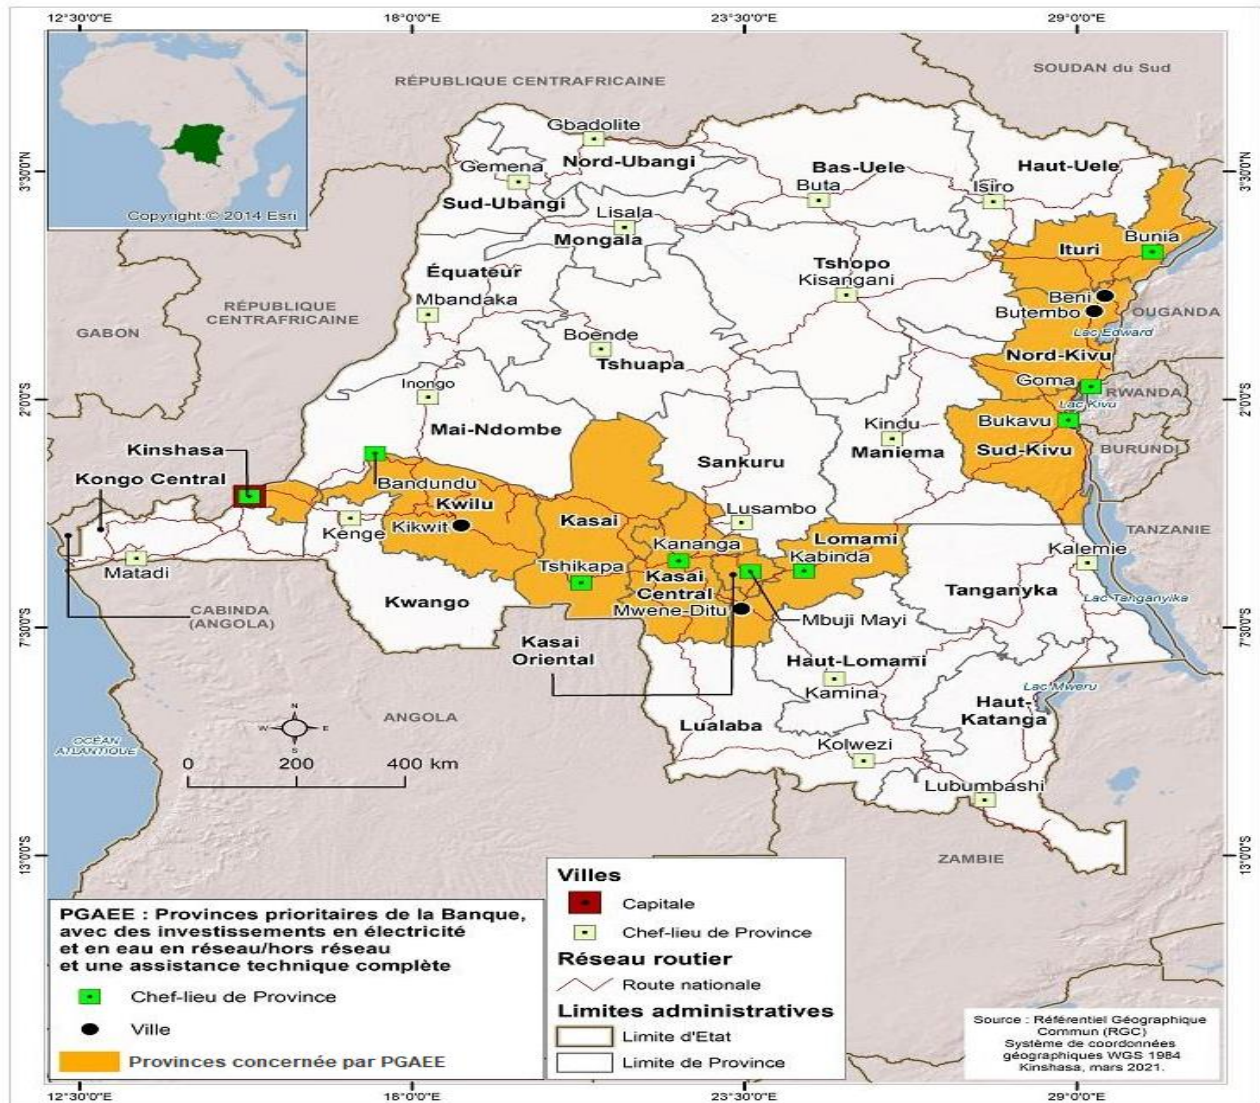 12°30'0"E
18°0'0"E
23°30'0"E
29°0'0"E
SOUDAN du Sud
RÉPUBLIQUE CENTRAFRICAINE
Gbadolite
Nord-Ubangi
Bas-Uele
Haut-Uele
3°30'0"N
3°30'0"N
Gemena
Buta
Isiro
Sud-Ubangi
Lisala
Copyright:© 2014 Esri
Mongala
Bunia
Ituri
Équateur
Tshopo
Kisangani
Mbandaka
Beni
RÉPUBLIQUE
CENTRAFRICAINE
Butembo
OUGANDA
GABON
Boende
Lac Edward
Tshuapa
Nord-Kivu
Inongo
Goma
RWANDA
2°0'0"S
2°0'0"S
Lac Kivu
Mai-Ndombe
Kindu
Bukavu
Kinshasa
Maniema
Sud-Kivu
BURUNDI
Sankuru
Kongo Central
Bandundu
Kwilu
Kikwit
Kasai
Lusambo
Kenge
Lomami
TANZANIE
Kananga
Kabinda
Kalemie
Matadi
Tshikapa
Kasai
Central
Tanganyka
Kwango
Mwene-Ditu
Lac Tanganyika
CABINDA
(ANGOLA)
Mbuji Mayi
7°30'0"S
7°30'0"S
Kasai
Oriental
Haut-Lomami
Kamina
Lac Mweru
Haut-
Katanga
ANGOLA
Lualaba
N
W
E
S
OCÉAN
ATLANTIQUE
Kolwezi
0 200 400 km
Lubumbashi
13°0'0"S
13°0'0"S
ZAMBIE
PGAEE : Provinces prioritaires de la Banque,
avec des investissements en électricité
et en eau en réseau/hors réseau
et une assistance technique complète
Chef-lieu de Province
Ville
Provinces concernée par PGAEE
Villes
Capitale
Chef-lieu de Province
Réseau routier
Route nationale
Limites administratives
Limite d'Etat
Limite de Province
Source : Référentiel Géographique
Commun (RGC)
Système de coordonnées
géographiques WGS 1984
Kinshasa, mars 2021.
12°30'0"E
18°0'0"E
23°30'0"E
29°0'0"E